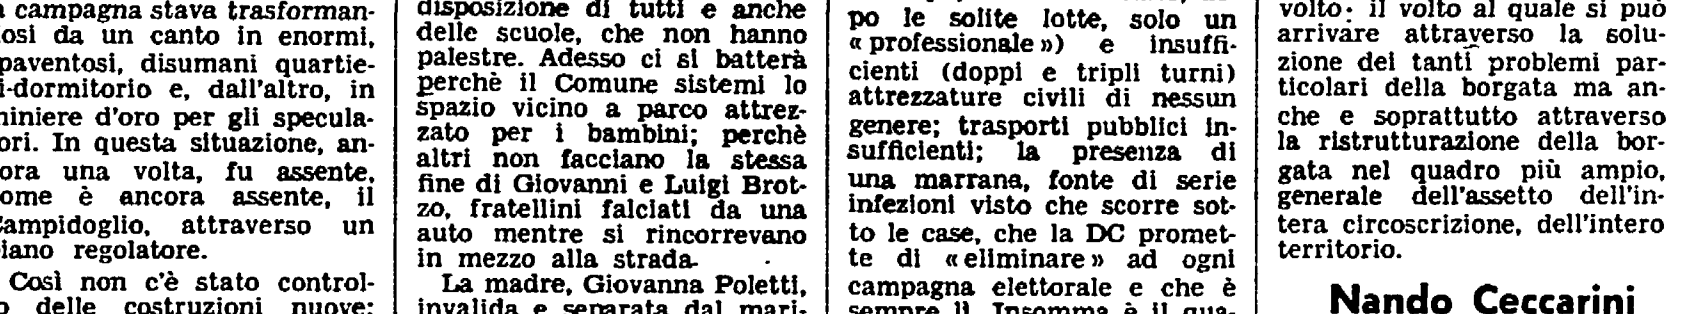 campagna stava trasforman-
osi da un canto in enormi,
paventosi, disumani quartie-
i-dormitorio e, dall'altro, in
miniere d'oro per gli specula-
ori. In questa situazione, an-
ora una volta, fu assente,
ome è ancora assente, il
Campidoglio, attraverso un
piano regolatore.
Così non c'è stato control-
o delle costruzioni nuove:
disposizione di tutti e anche
delle scuole, che non hanno
palestre. Adesso ci si batterà
perchè il Comune sistemi lo
spazio vicino a parco attrez-
zato per i bambini; perchè
altri non facciano la stessa
fine di Giovanni e Luigi Brot-
zo, fratellini falciati da una
auto mentre si rincorrevano
in mezzo alla strada.
La madre, Giovanna Poletti,
invalida e separata dal mari-
po le solite lotte, solo un
« professionale ») e insuffi-
cienti (doppi e tripli turni)
attrezzature civili di nessun
genere; trasporti pubblici in-
sufficienti; la presenza di
una marrana, fonte di serie
infezioni visto che scorre sot-
to le case, che la DC promet-
te di « eliminare » ad ogni
campagna elettorale e che è
sempre lì. Insomma è il qua-
volto: il volto al quale si può
arrivare attraverso la solu-
zione dei tanti problemi par-
ticolari della borgata ma an-
che e soprattutto attraverso
la ristrutturazione della bor-
gata nel quadro più ampio,
generale dell'assetto dell'in-
tera circoscrizione, dell'intero
territorio.
Nando Ceccarini